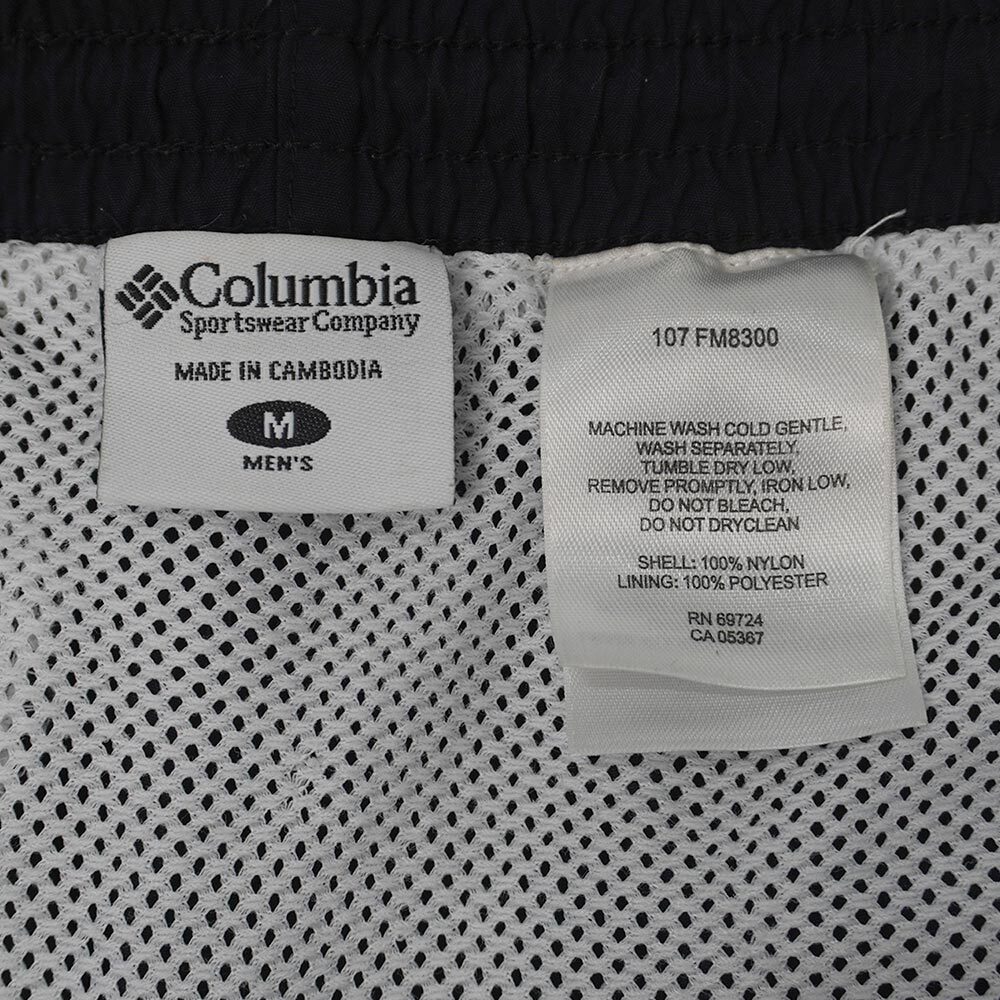 Columbia
Sportswear Company
MADE IN CAMBODIA
M
MEN'S
107 FM8300
MACHINE WASH COLD GENTLE,
WASH SEPARATELY,
TUMBLE DRY LOW,
REMOVE PROMPTLY, IRON LOW,
DO NOT BLEACH,
DO NOT DRYCLEAN
SHELL: 100% NYLON
LINING: 100% POLYESTER
RN 69724
CA 05367